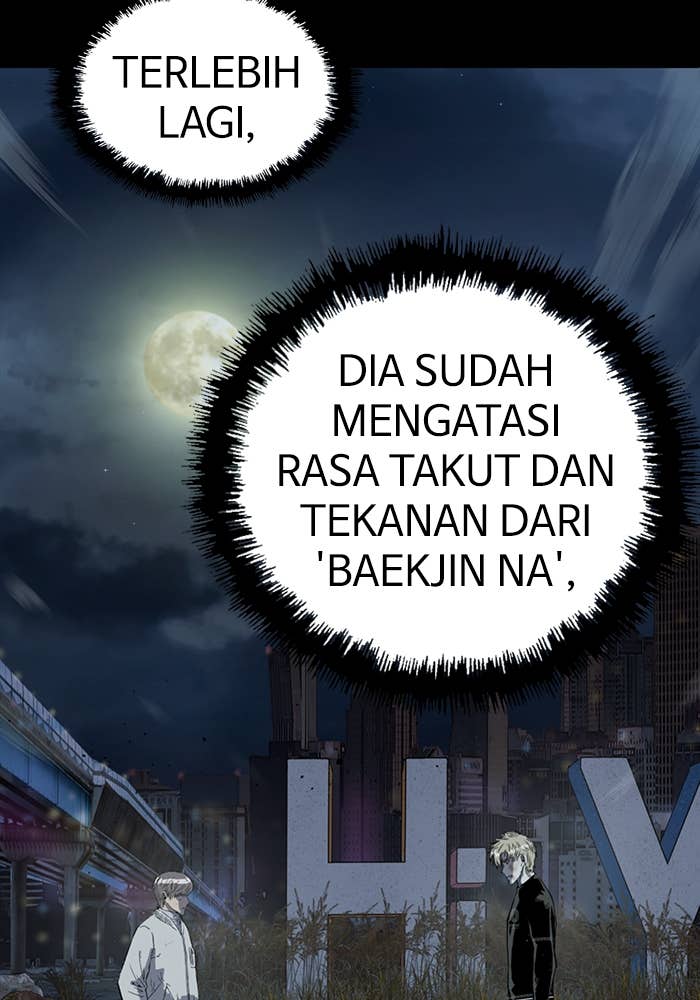 TERLEBIH
LAGI,
DIA SUDAH
MENGATASI
RASA TAKUT DAN
TEKANAN DARI
'BAEKJIN NA',
H:Y